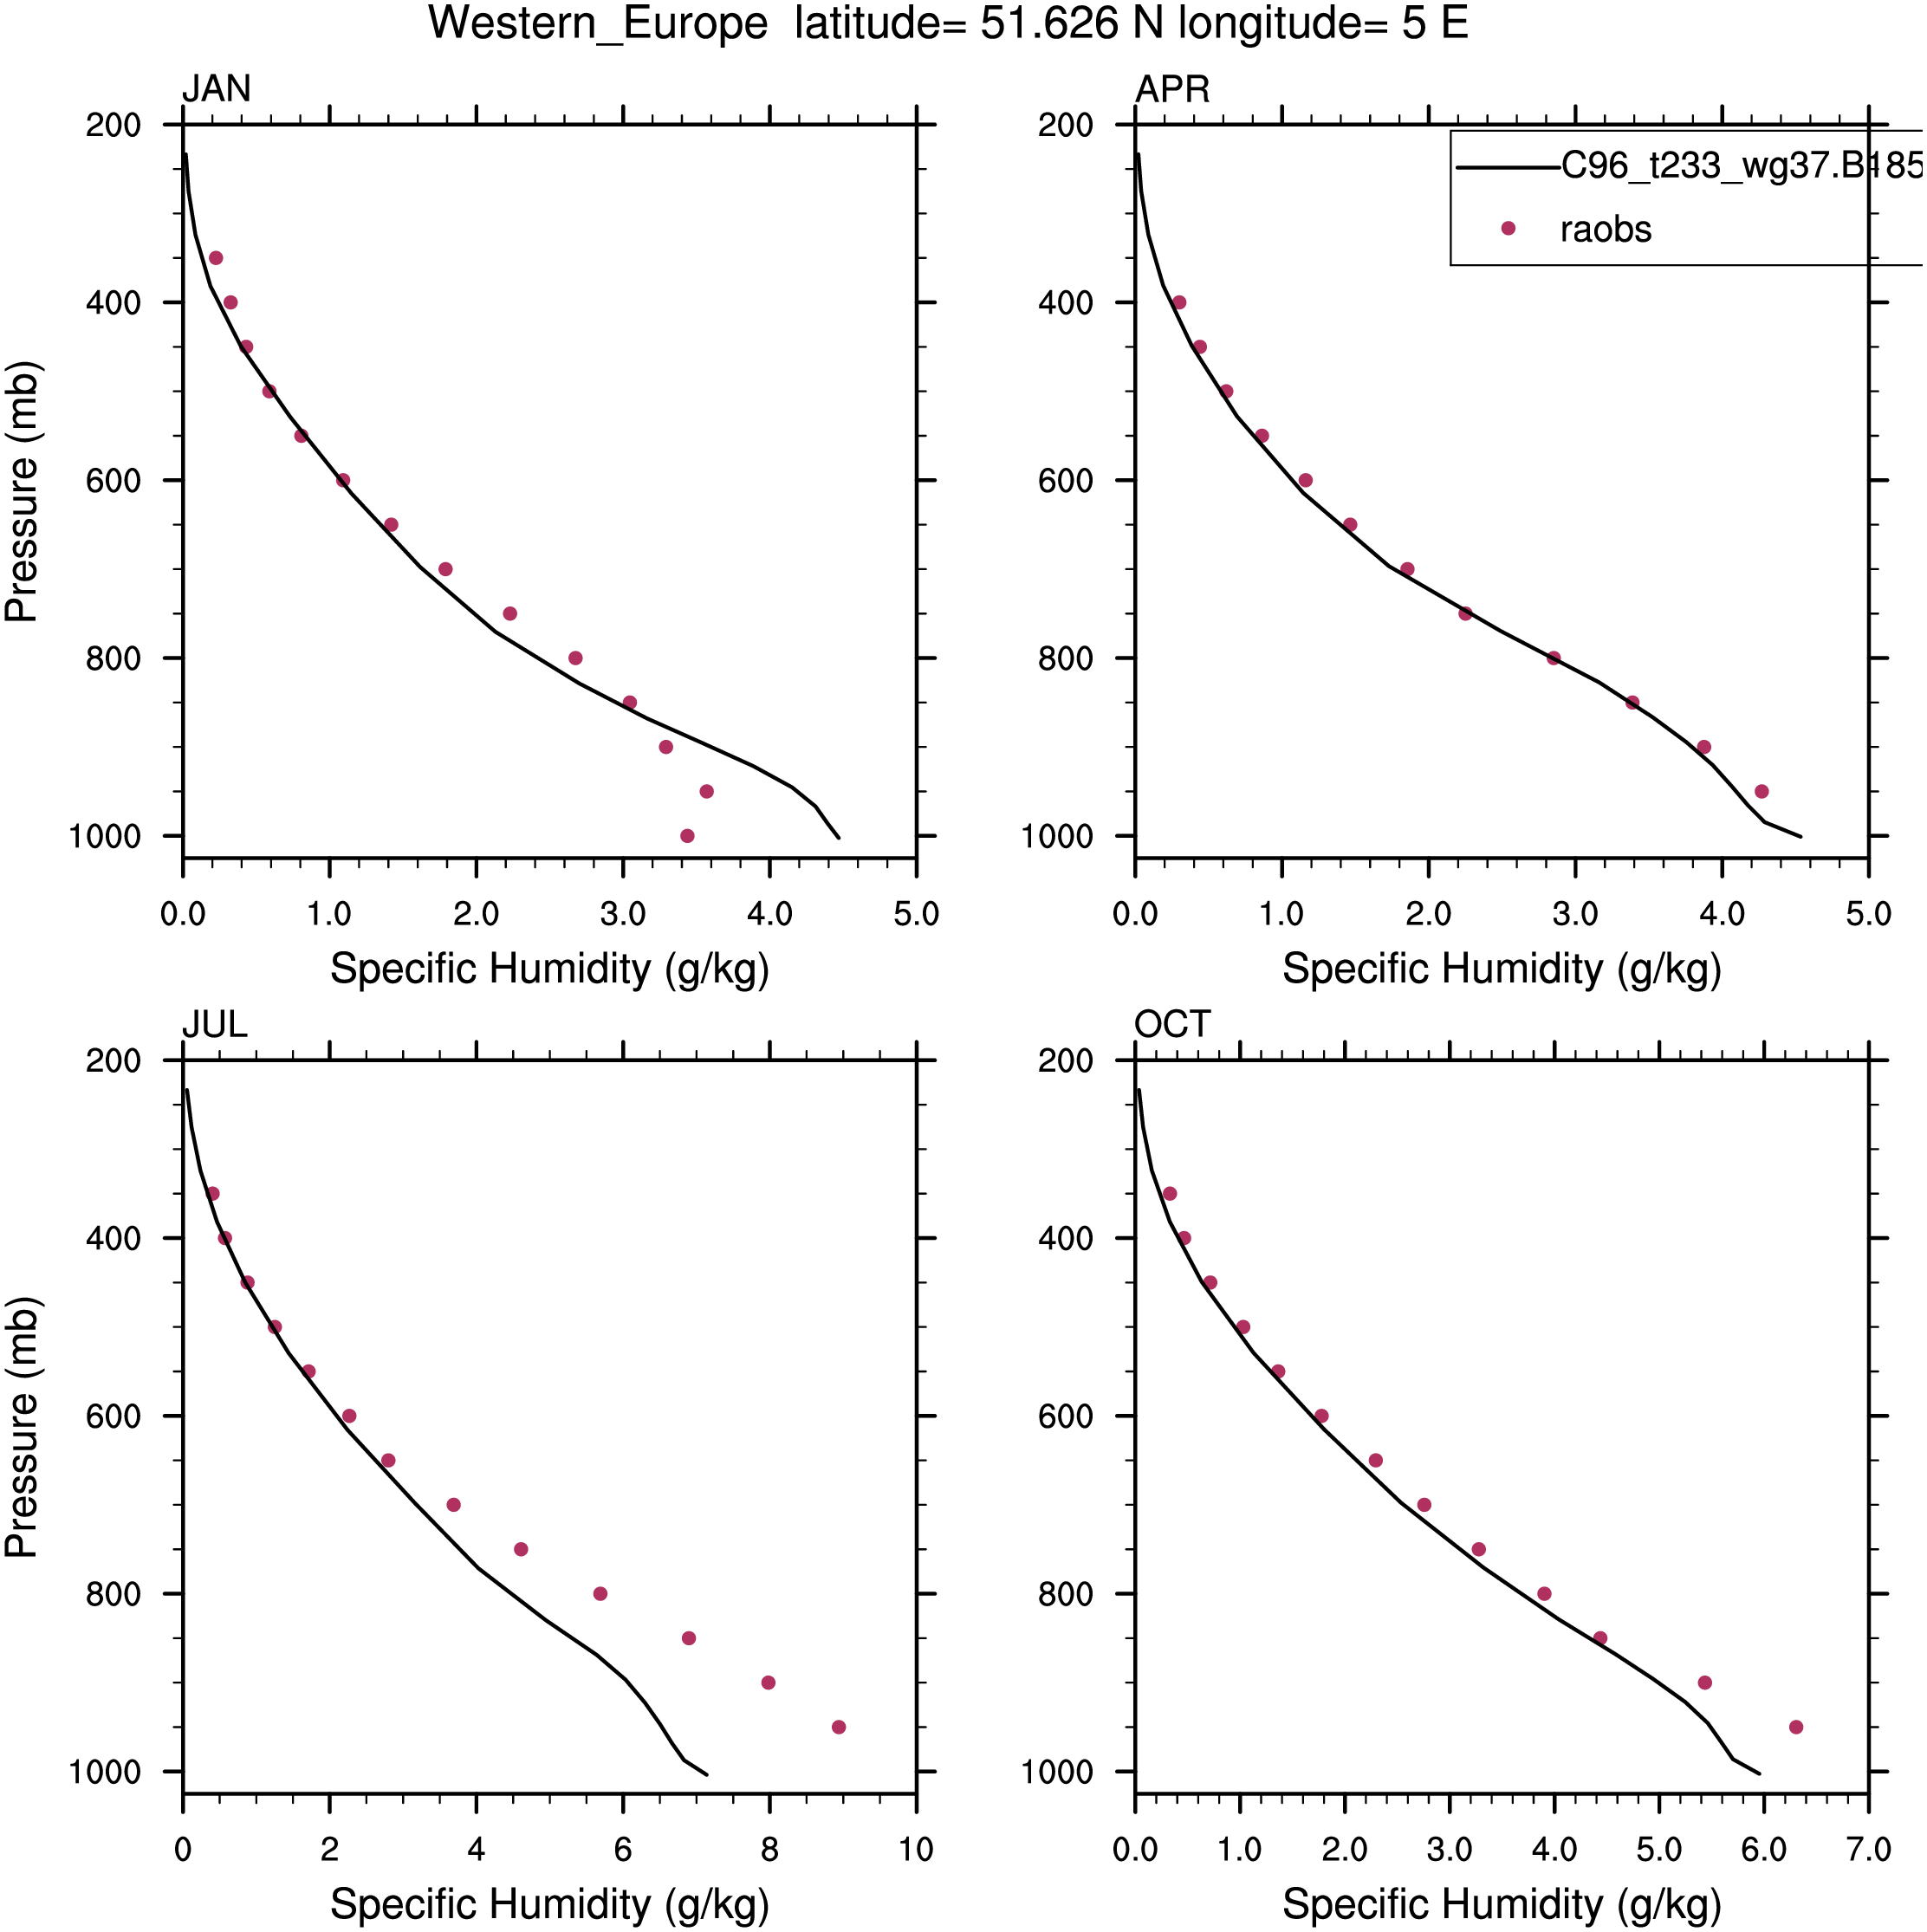 Western_Europe latitude= 51.626 N longitude= 5 E
JAN
200
400
600
800
1000
Pressure (mb)
0.0 1.0 2.0 3.0 4.0 5.0
Specific Humidity (g/kg)
APR
200
400
600
800
1000
C96_t233_wg37.B185
raobs
0.0 1.0 2.0 3.0 4.0 5.0
Specific Humidity (g/kg)
JUL
200
400
600
800
1000
Pressure (mb)
0 2 4 6 8 10
Specific Humidity (g/kg)
OCT
200
400
600
800
1000
0.0 1.0 2.0 3.0 4.0 5.0 6.0 7.0
Specific Humidity (g/kg)